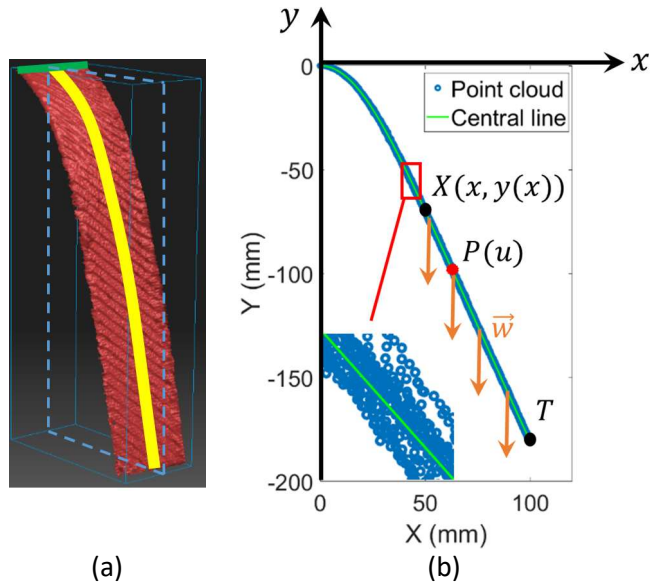 y
x
0
Point cloud
Central line
-50
X(x, y(x))
P(u)
-100
Y (mm)
w⃗
-150
T
-200
0
50
100
X (mm)
(a)
(b)